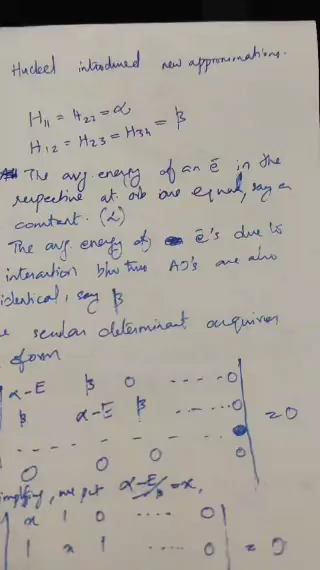 Huckel introduced new approximations.
H₁₁ = H₂₂ = α
H₁₂ = H₂₃ = H₃₄ = β
The avg. energy of an ē in the
respective at. orb are equal, say a
constant. (α)
The avg. energy of ē's due to
interaction b/w two AO's are also
identical, say β
secular determinant acquires
form
α-E β 0 ---- 0
β α-E β ---- 0 = 0
- - - - - - - - -
0 0 0 0
implifying, we put α-E/β = x,
x 1 0 .... 0
1 x 1 .... 0 = 0